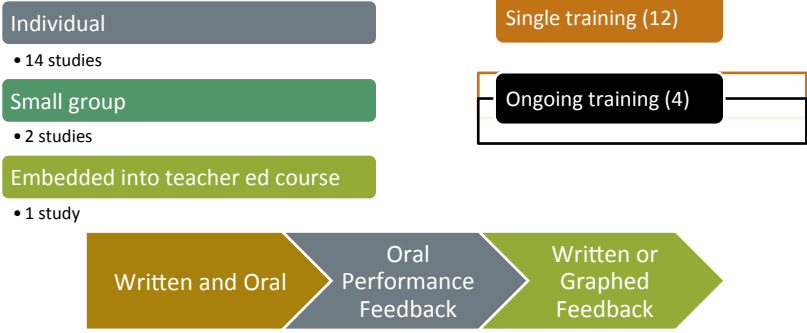 Individual
• 14 studies
Small group
• 2 studies
Embedded into teacher ed course
• 1 study
Single training (12)
Ongoing training (4)
Written and Oral
Oral
Performance
Feedback
Written or
Graphed
Feedback